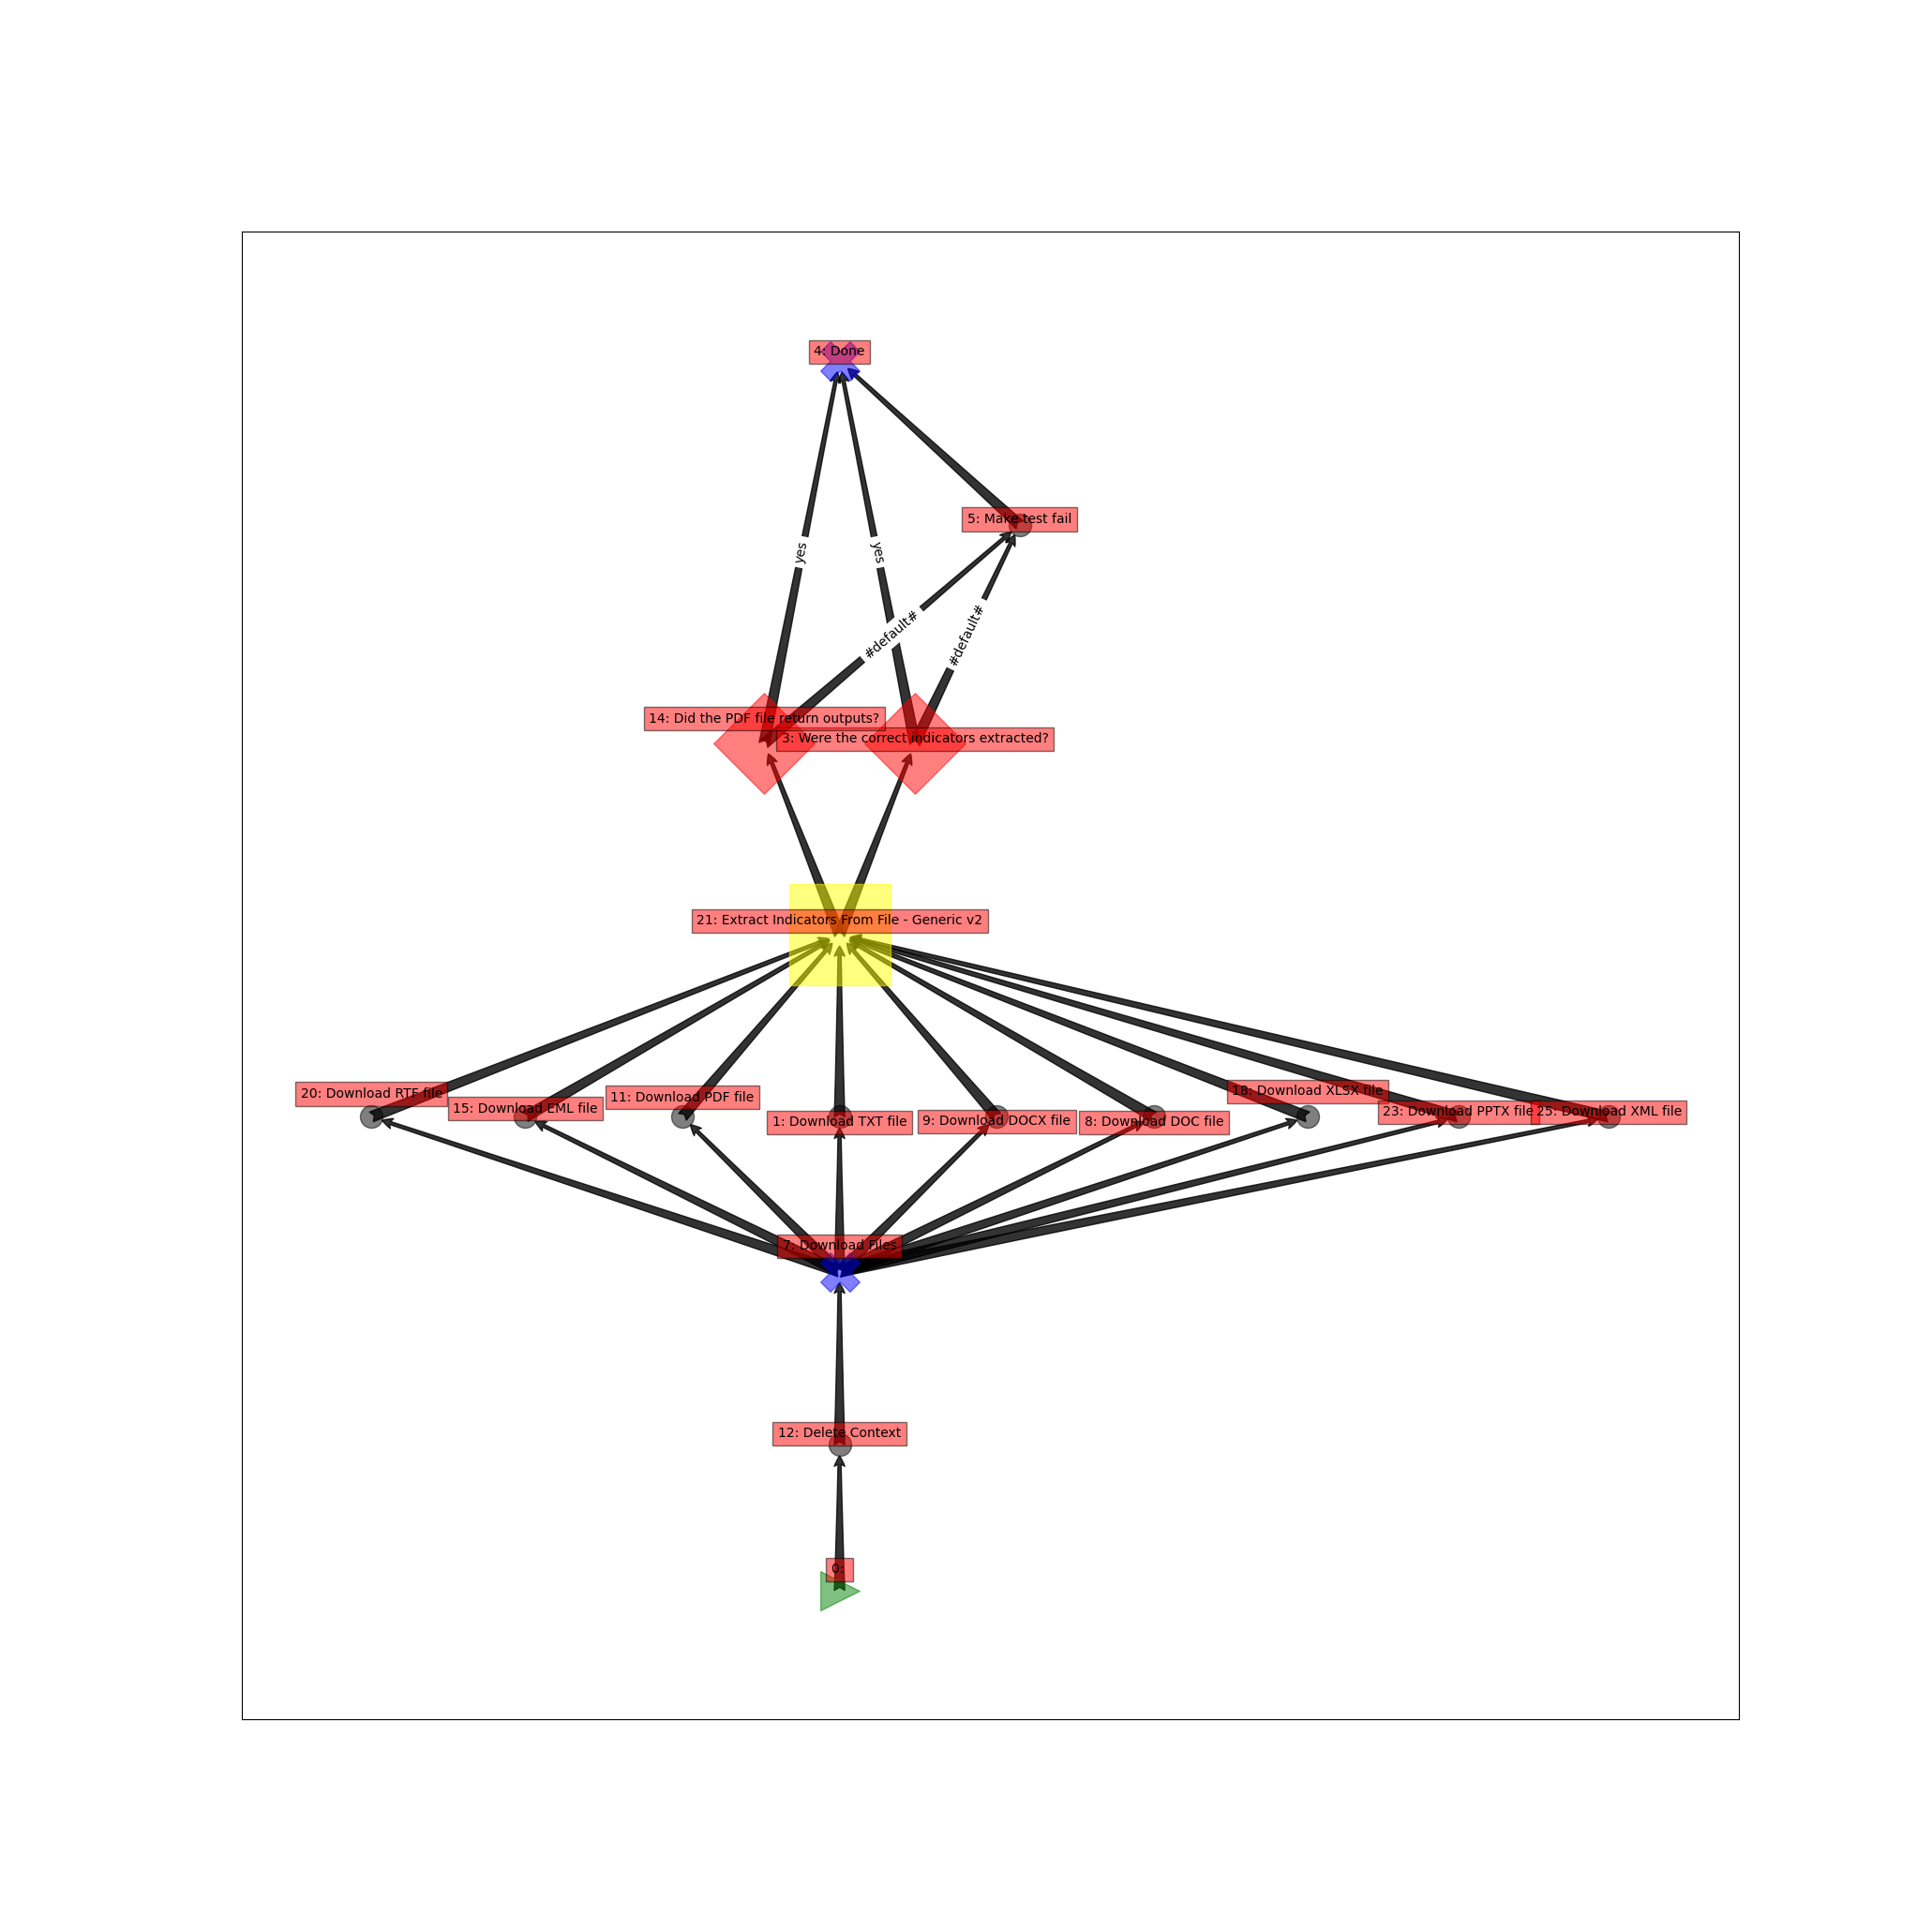 4: Done
5: Make test fail
yes
yes
#default#
#default#
14: Did the PDF file return outputs?
3: Were the correct indicators extracted?
21: Extract Indicators From File - Generic v2
20: Download RTF file
15: Download EML file
11: Download PDF file
1: Download TXT file
9: Download DOCX file
8: Download DOC file
18: Download XLSX file
23: Download PPTX file
25: Download XML file
7: Download Files
12: Delete Context
0: